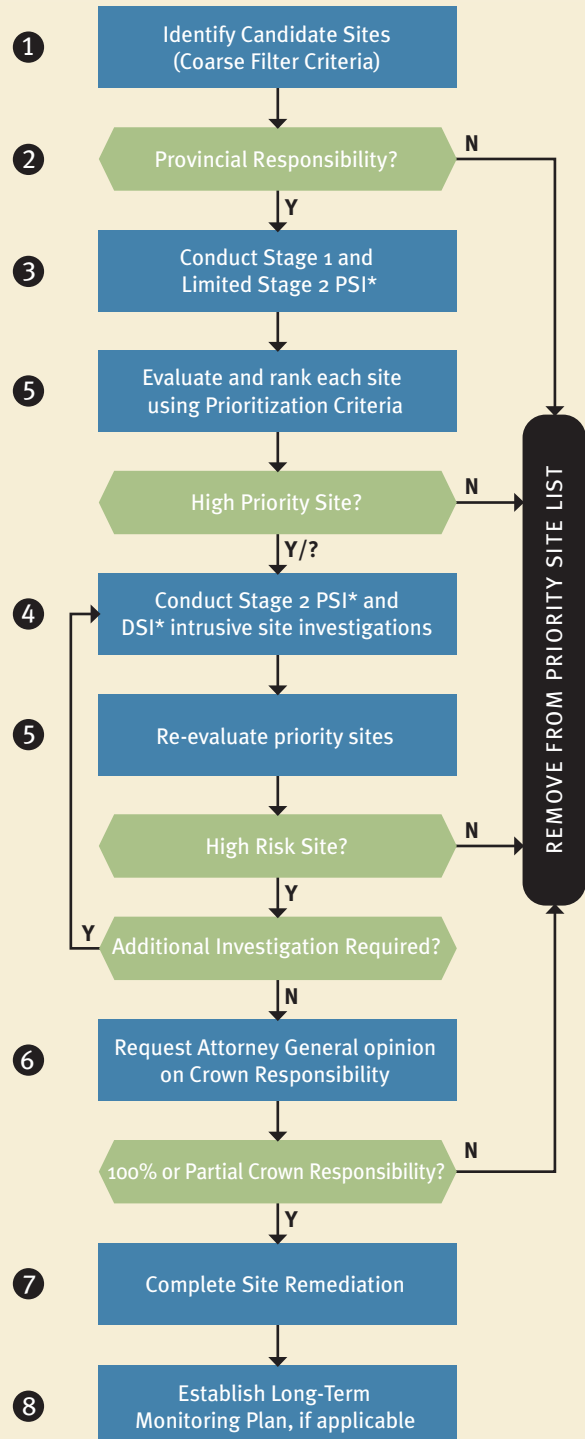 1
Identify Candidate Sites
(Coarse Filter Criteria)
2
Provincial Responsibility?
N
Y
3
Conduct Stage 1 and
Limited Stage 2 PSI*
5
Evaluate and rank each site
using Prioritization Criteria
High Priority Site?
N
Y/?
4
Conduct Stage 2 PSI* and
DSI* intrusive site investigations
5
Re-evaluate priority sites
High Risk Site?
N
Y
Y
Additional Investigation Required?
N
6
Request Attorney General opinion
on Crown Responsibility
100% or Partial Crown Responsibility?
N
Y
7
Complete Site Remediation
8
Establish Long-Term
Monitoring Plan, if applicable
REMOVE FROM PRIORITY SITE LIST